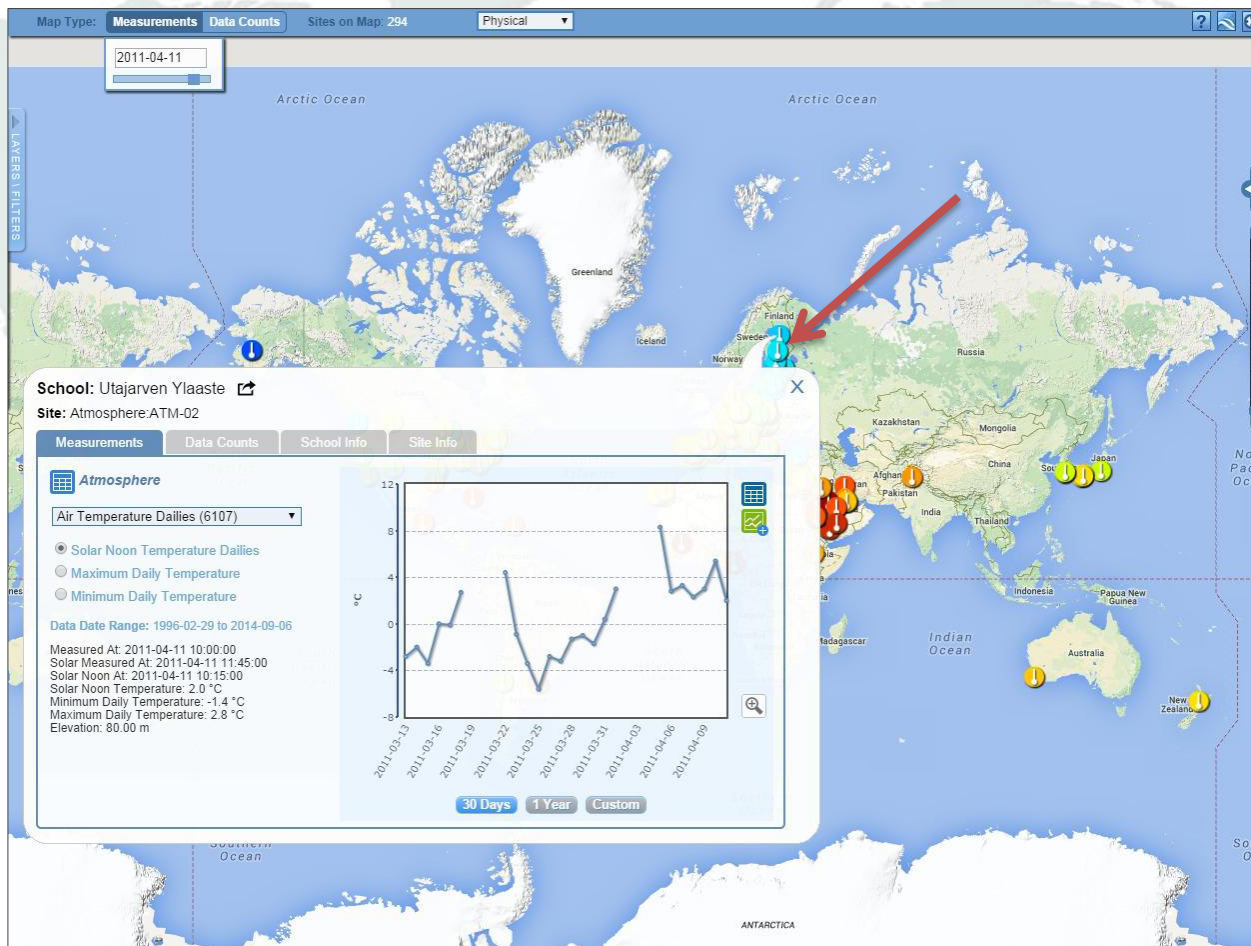 Map Type: Measurements Data Counts Sites on Map: 294 Physical ?
2011-04-11
Arctic Ocean Arctic Ocean
LAYERS \ FILTERS
Greenland
Finland
Sweden
Iceland
Norway
Russia
School: Utajarven Ylaaste X
Site: Atmosphere:ATM-02
Kazakhstan
Mongolia
Measurements Data Counts School Info Site Info
China
Japan
Afghan
Pakistan
India
Thailand
Atmosphere
Air Temperature Dailies (6107)
Solar Noon Temperature Dailies
Maximum Daily Temperature
Minimum Daily Temperature
Data Date Range: 1996-02-29 to 2014-09-06
Measured At: 2011-04-11 10:00:00
Solar Measured At: 2011-04-11 11:45:00
Solar Noon At: 2011-04-11 10:15:00
Solar Noon Temperature: 2.0 °C
Minimum Daily Temperature: -1.4 °C
Maximum Daily Temperature: 2.8 °C
Elevation: 80.00 m
12
8
4
0
-4
-8
°C
2011-03-13
2011-03-16
2011-03-19
2011-03-22
2011-03-25
2011-03-28
2011-03-31
2011-04-03
2011-04-06
2011-04-09
30 Days 1 Year Custom
Indonesia
Papua New
Guinea
Madagascar
Indian
Ocean
Australia
New
Zealand
Southern
Ocean
ANTARCTICA